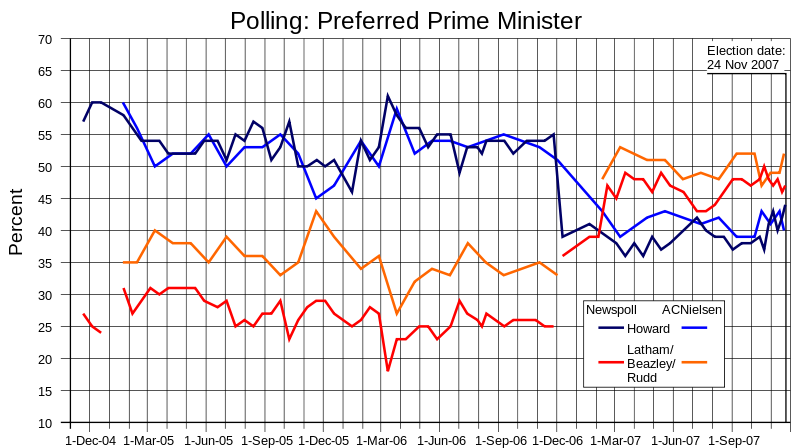 Polling: Preferred Prime Minister
Election date:
24 Nov 2007
Percent
70
65
60
55
50
45
40
35
30
25
20
15
10
Newspoll ACNielsen
Howard
Latham/
Beazley/
Rudd
1-Dec-04 1-Mar-05 1-Jun-05 1-Sep-05 1-Dec-05 1-Mar-06 1-Jun-06 1-Sep-06 1-Dec-06 1-Mar-07 1-Jun-07 1-Sep-07